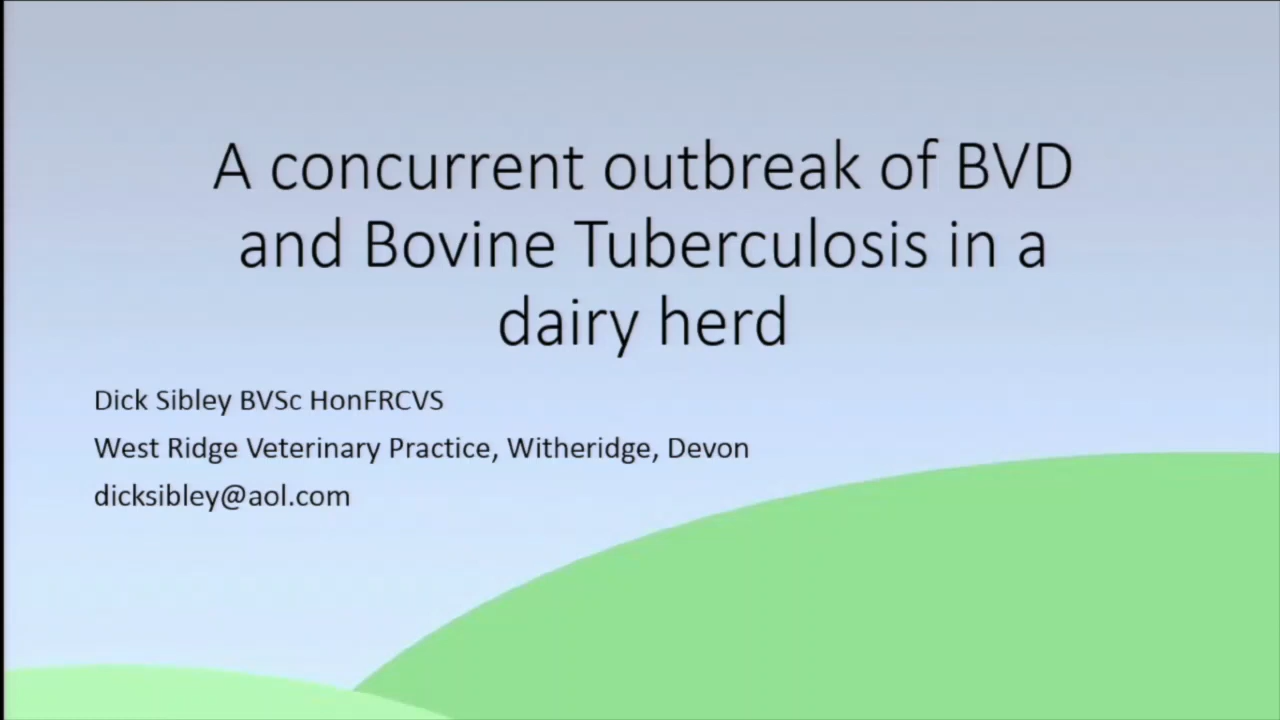 A concurrent outbreak of BVD
and Bovine Tuberculosis in a
dairy herd
Dick Sibley BVSc HonFRCVS
West Ridge Veterinary Practice, Witheridge, Devon
dicksibley@aol.com